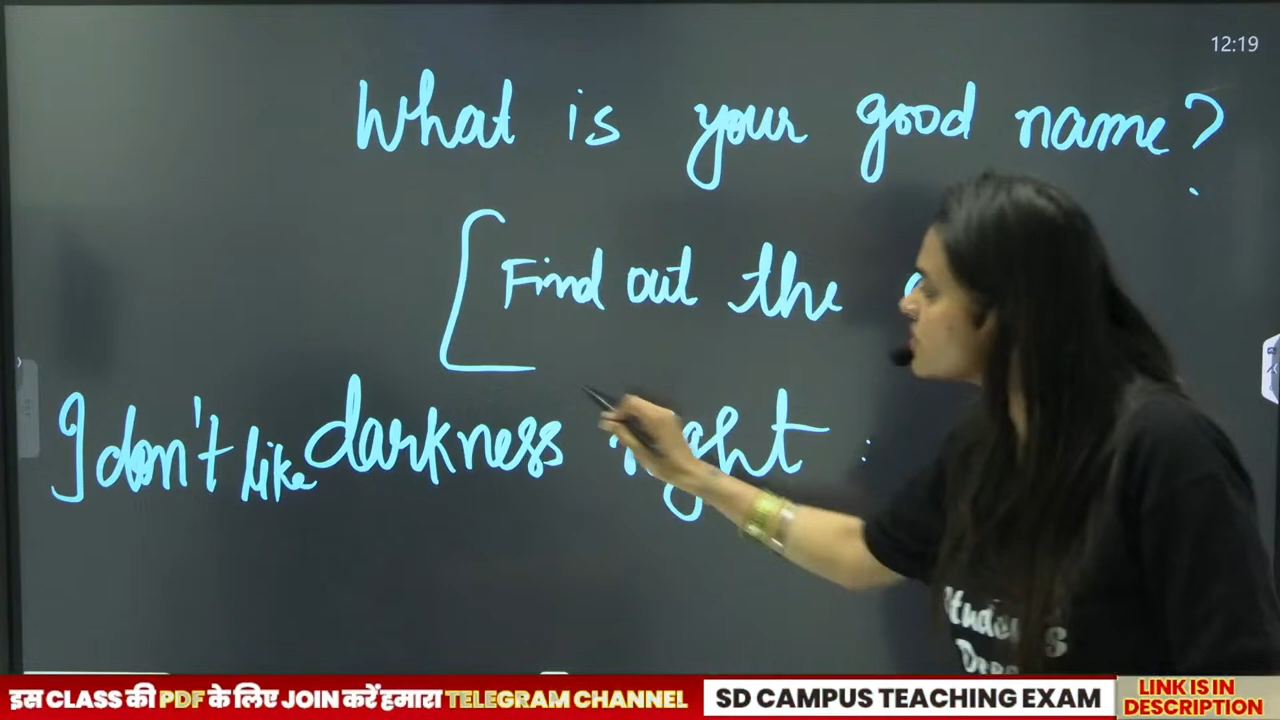 12:19
What is your good name?
Find out the
I don't like darkness night
इस CLASS की PDF के लिए JOIN करें हमारा TELEGRAM CHANNEL
SD CAMPUS TEACHING EXAM
LINK IS IN
DESCRIPTION